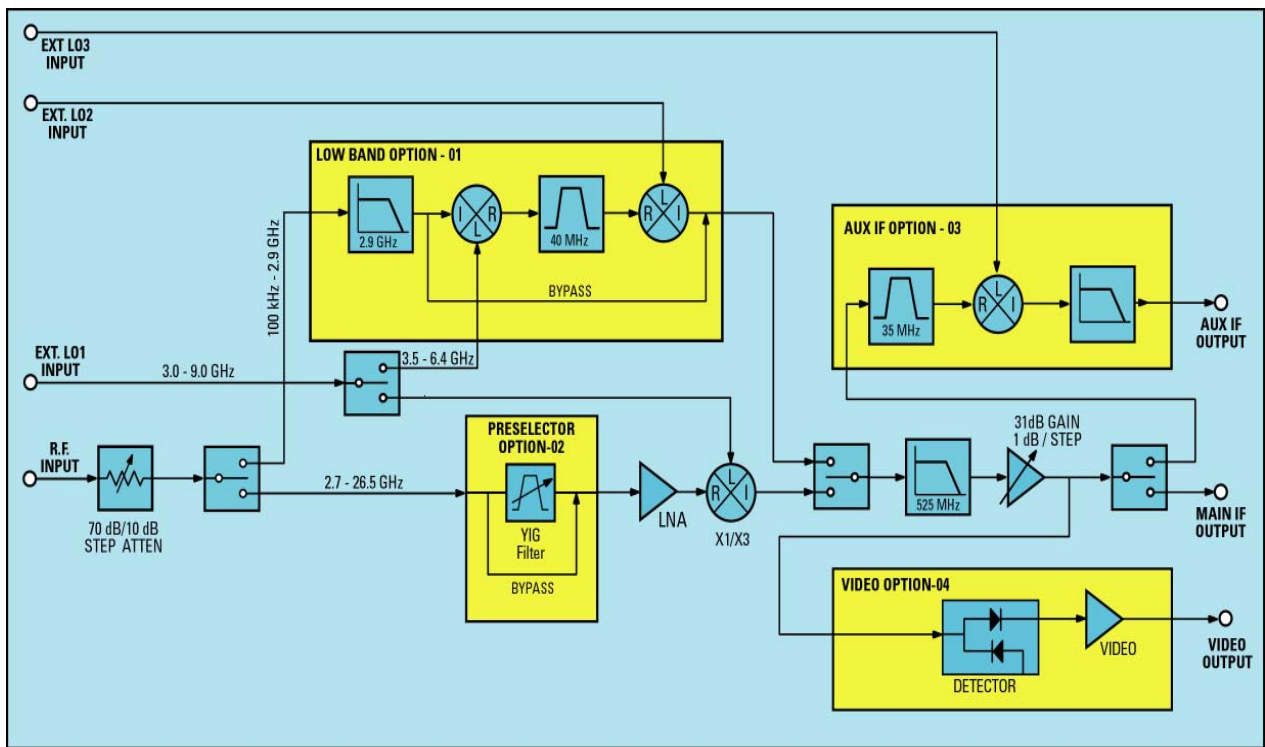 EXT LO3
INPUT
EXT. LO2
INPUT
LOW BAND OPTION - 01
I
R
L
L
R
I
2.9 GHz
40 MHz
BYPASS
100 kHz - 2.9 GHz
AUX IF OPTION - 03
L
R
I
35 MHz
AUX IF
OUTPUT
EXT. LO1
INPUT
3.0 - 9.0 GHz
3.5 - 6.4 GHz
R.F.
INPUT
70 dB/10 dB
STEP ATTEN
2.7 - 26.5 GHz
PRESELECTOR
OPTION-02
YIG
Filter
BYPASS
LNA
L
R
I
X1/X3
525 MHz
31dB GAIN
1 dB / STEP
MAIN IF
OUTPUT
VIDEO OPTION-04
DETECTOR
VIDEO
VIDEO
OUTPUT